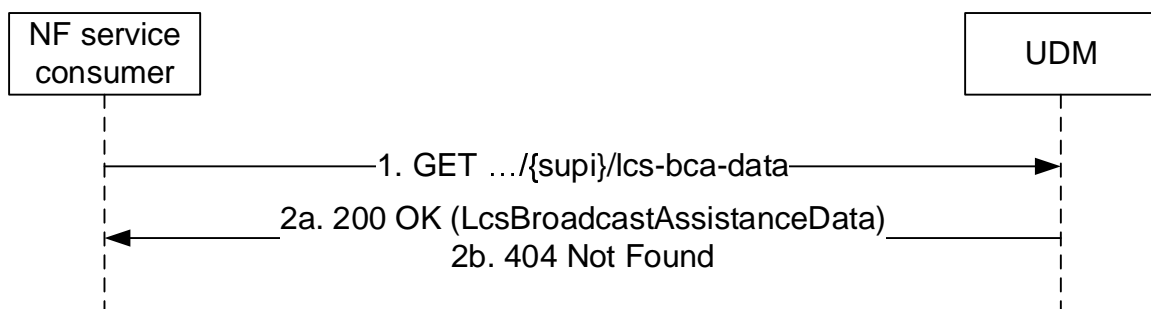 NF service
consumer
UDM
1. GET …/{supi}/lcs-bca-data
2a. 200 OK (LcsBroadcastAssistanceData)
2b. 404 Not Found